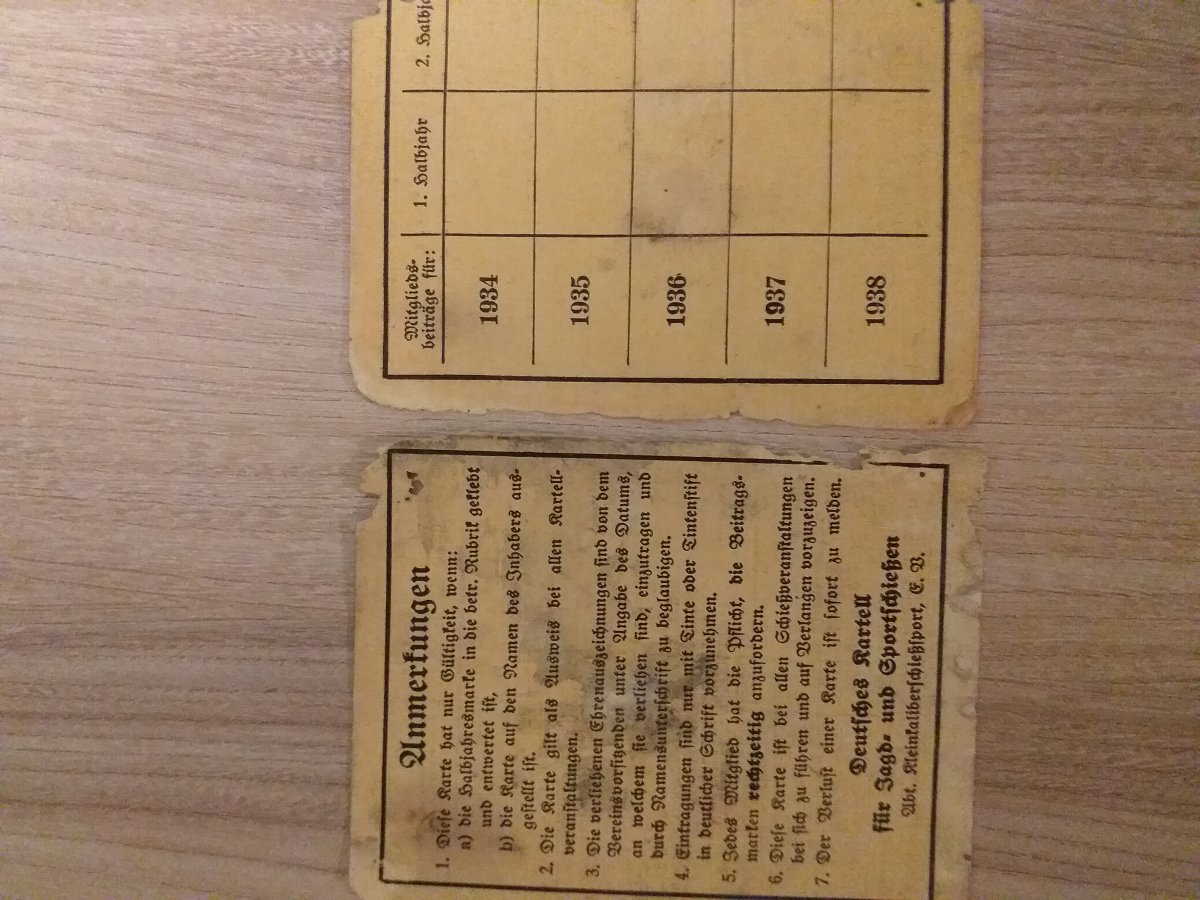 Anmerkungen
1. Diese Karte hat nur Gültigkeit, wenn:
a) die Halbjahresmarke in die betr. Rubrik geklebt
und entwertet ist,
b) die Karte auf den Namen des Inhabers aus-
gestellt ist.
2. Die Karte gilt als Ausweis bei allen Kartell-
veranstaltungen.
3. Die verliehenen Ehrenauszeichnungen sind von dem
Vereinsvorsitzenden unter Angabe des Datums,
an welchem sie verliehen sind, einzutragen und
durch Namensunterschrift zu beglaubigen.
4. Eintragungen sind nur mit Tinte oder Tintenstift
in deutlicher Schrift vorzunehmen.
5. Jedes Mitglied hat die Pflicht, die Beitrags-
marken rechtzeitig anzufordern.
6. Diese Karte ist bei allen Schießveranstaltungen
bei sich zu führen und auf Verlangen vorzuzeigen.
7. Der Verlust einer Karte ist sofort zu melden.
Deutsches Kartell
für Jagd- und Sportschießen
Abt. Kleinkaliberschießsport, E. V.
Mitglieds-
beiträge für:
1. Halbjahr
2. Halbja
1934
1935
1936
1937
1938